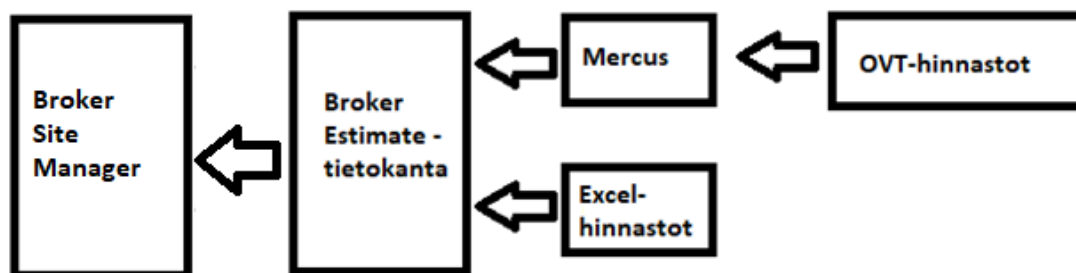 Broker
Site
Manager
Broker
Estimate -
tietokanta
Mercus
OVT-hinnastot
Excel-
hinnastot